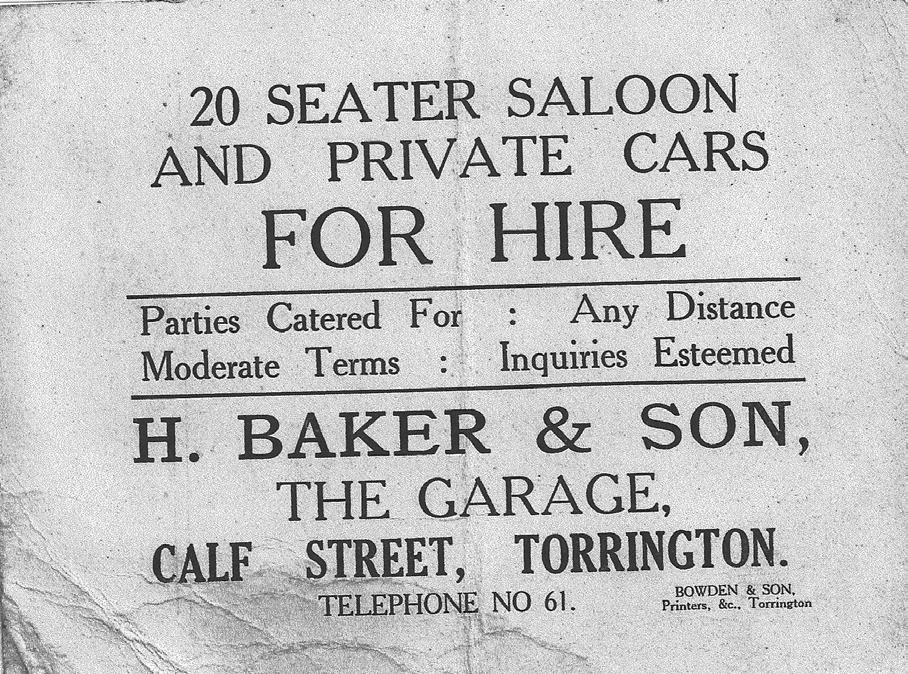 20 SEATER SALOON
AND PRIVATE CARS
FOR HIRE
Parties Catered For : Any Distance
Moderate Terms : Inquiries Esteemed
H. BAKER & SON,
THE GARAGE,
CALF STREET, TORRINGTON.
TELEPHONE NO 61.
BOWDEN & SON,
Printers, &c., Torrington